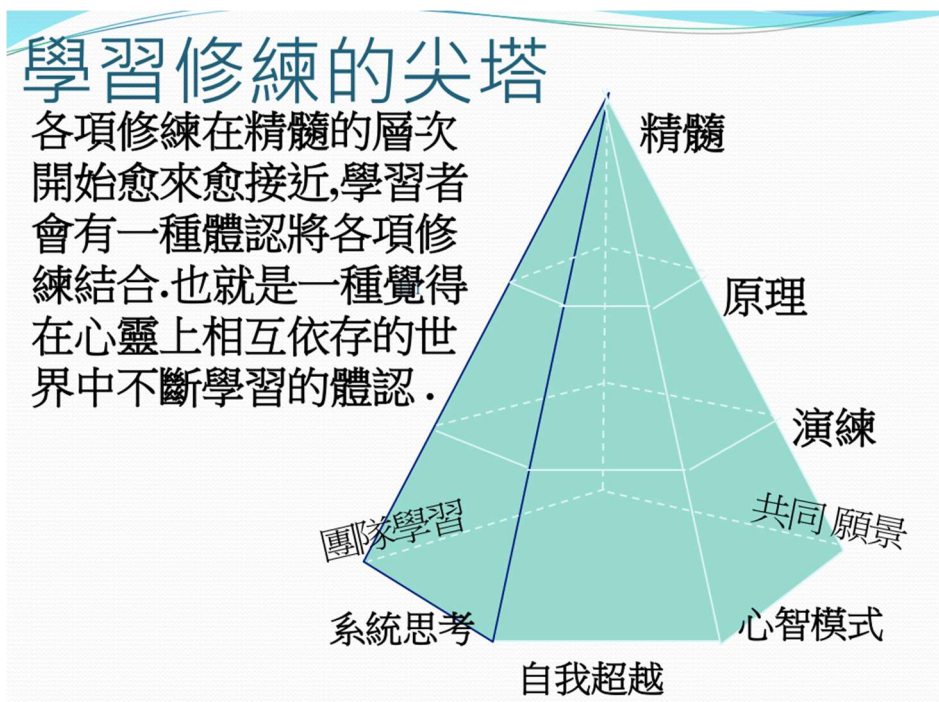 學習修練的尖塔
各項修練在精髓的層次
開始愈來愈接近,學習者
會有一種體認將各項修
練結合.也就是一種覺得
在心靈上相互依存的世
界中不斷學習的體認 .
精髓
原理
演練
團隊學習
共同 願景
系統思考
心智模式
自我超越